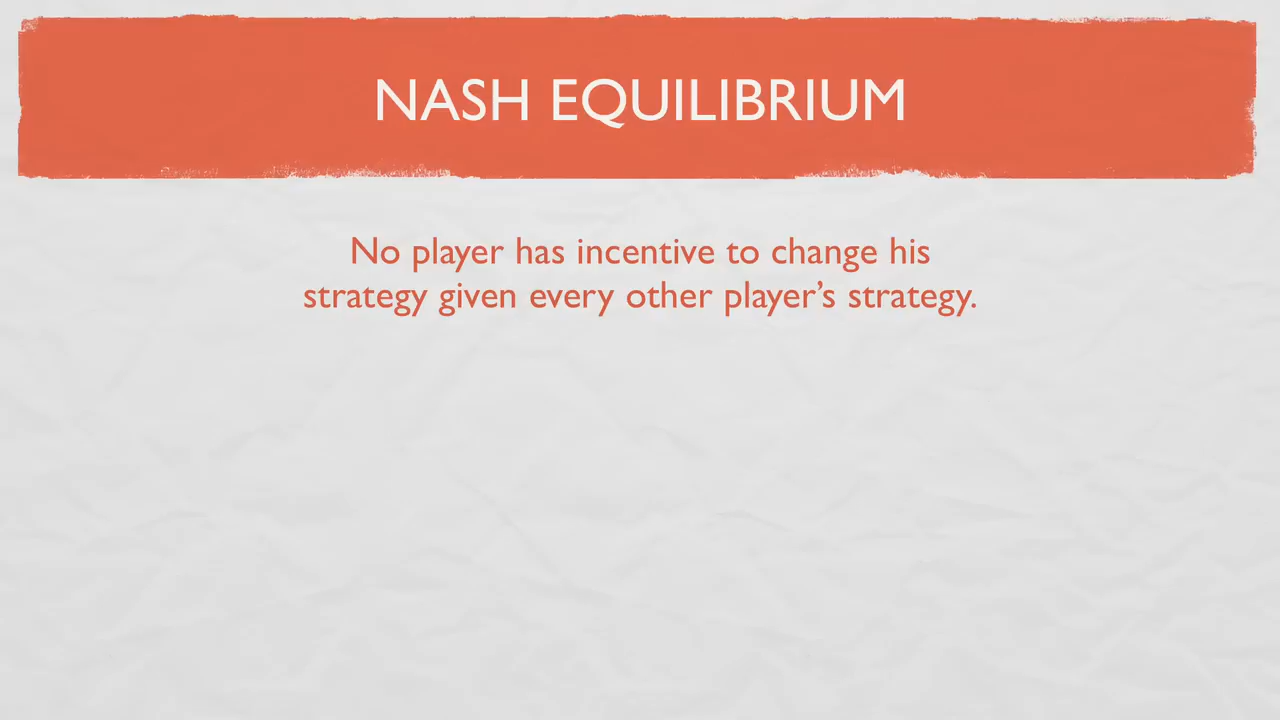 NASH EQUILIBRIUM
No player has incentive to change his
strategy given every other player’s strategy.